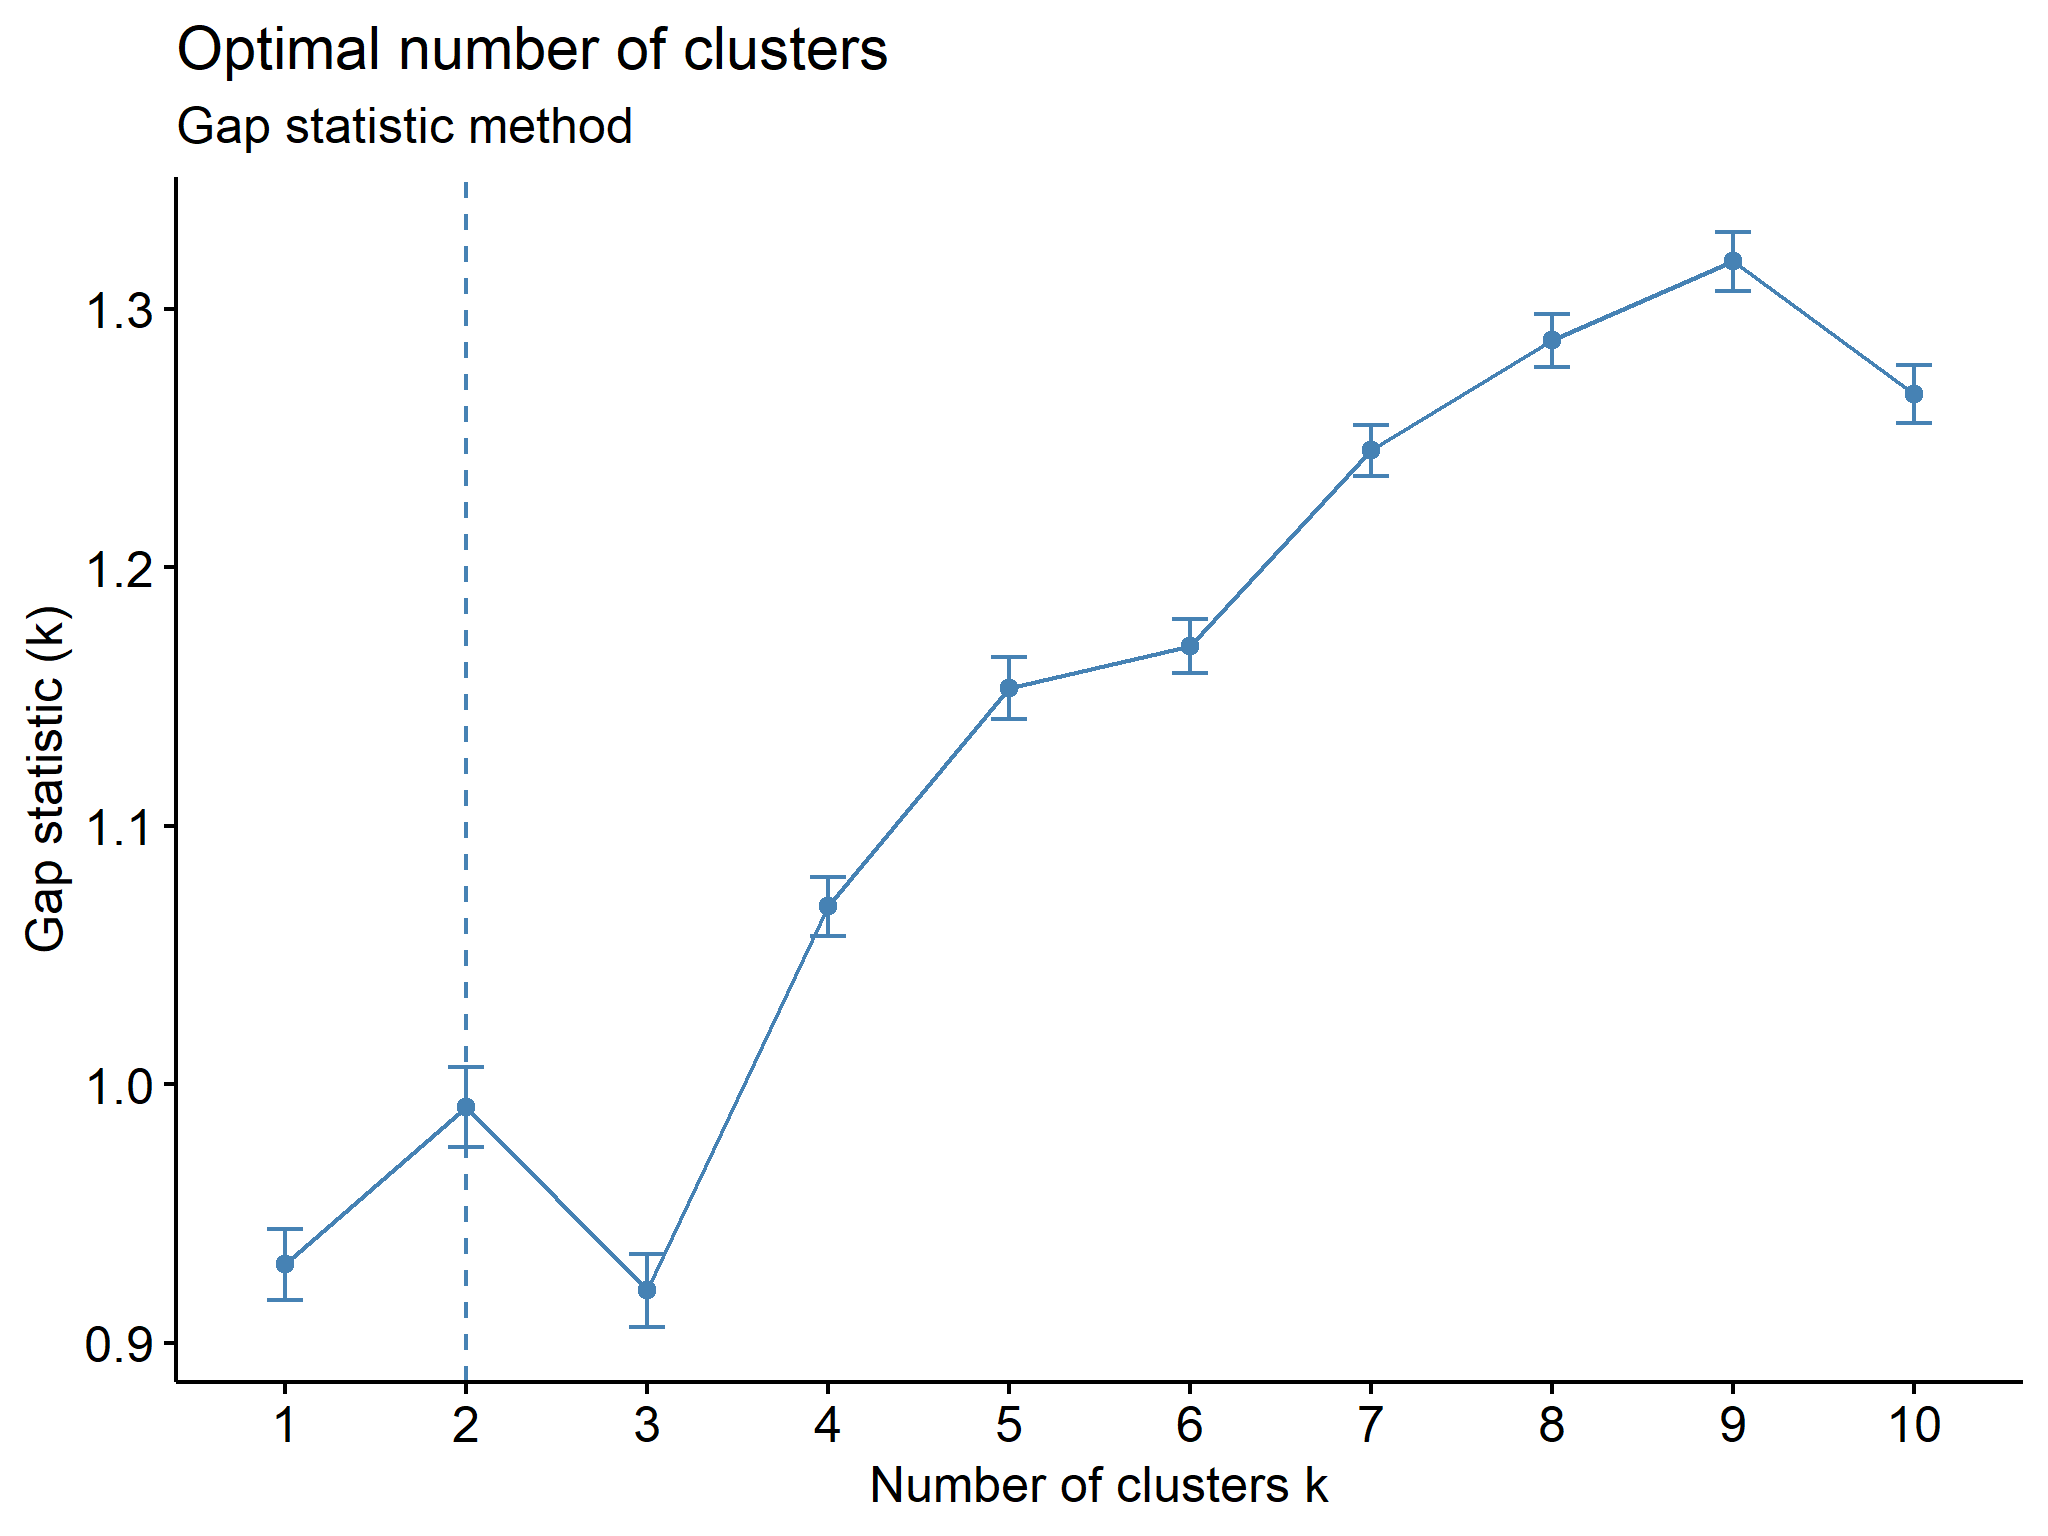 Optimal number of clusters
Gap statistic method
Gap statistic (k)
1.3
1.2
1.1
1.0
0.9
1 2 3 4 5 6 7 8 9 10
Number of clusters k